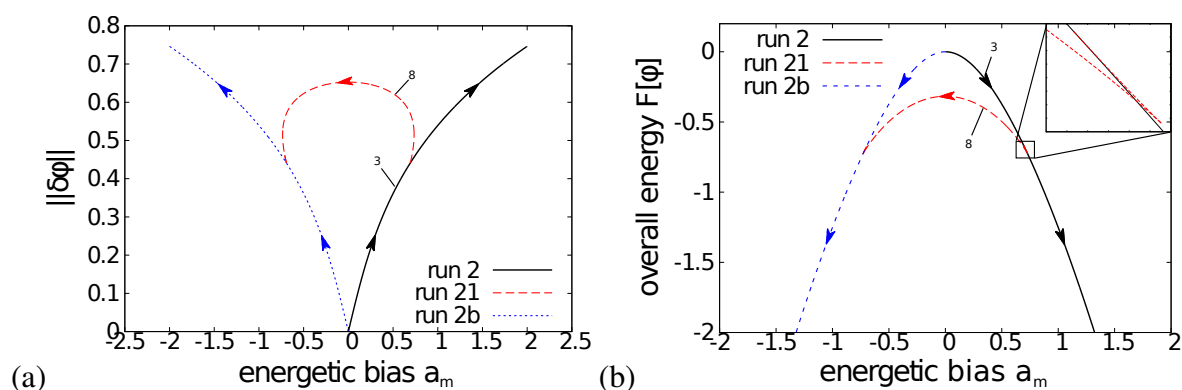 0.8
0.7
0.6
0.5
0.4
0.3
0.2
0.1
0
||δφ||
8
3
run 2
run 21
run 2b
-2.5 -2 -1.5 -1 -0.5 0 0.5 1 1.5 2 2.5
(a) energetic bias a_m
run 2
run 21
run 2b
3
8
0
-0.5
-1
-1.5
-2
overall energy F[φ]
-2 -1.5 -1 -0.5 0 0.5 1 1.5 2
(b) energetic bias a_m